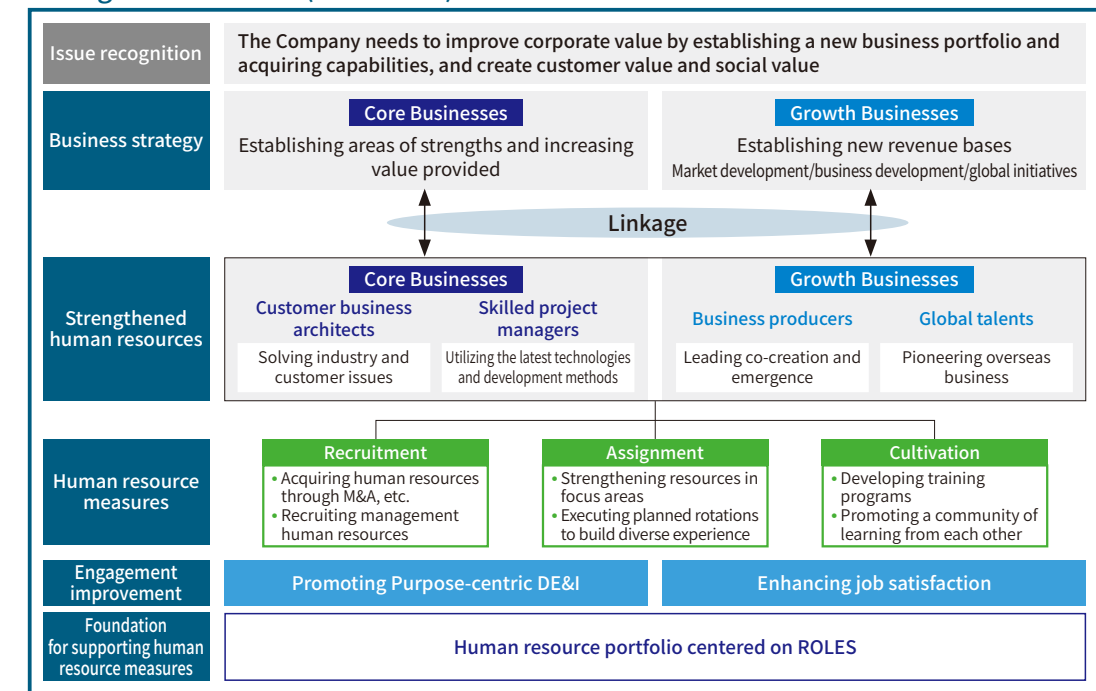 Issue recognition
The Company needs to improve corporate value by establishing a new business portfolio and
acquiring capabilities, and create customer value and social value
Business strategy
Core Businesses
Establishing areas of strengths and increasing
value provided
Growth Businesses
Establishing new revenue bases
Market development/business development/global initiatives
Linkage
Strengthened
human resources
Core Businesses
Customer business
architects
Solving industry and
customer issues
Skilled project
managers
Utilizing the latest technologies
and development methods
Growth Businesses
Business producers
Leading co-creation and
emergence
Global talents
Pioneering overseas
business
Human resource
measures
Recruitment
• Acquiring human resources
through M&A, etc.
• Recruiting management
human resources
Assignment
• Strengthening resources in
focus areas
• Executing planned rotations
to build diverse experience
Cultivation
• Developing training
programs
• Promoting a community of
learning from each other
Engagement
improvement
Promoting Purpose-centric DE&I
Enhancing job satisfaction
Foundation
for supporting human
resource measures
Human resource portfolio centered on ROLES